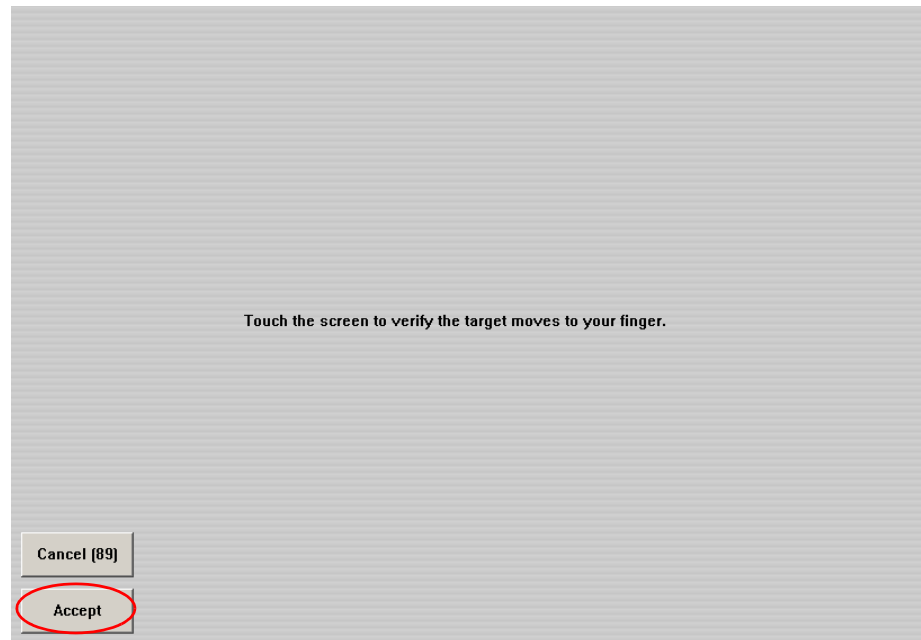 Touch the screen to verify the target moves to your finger.
Cancel (89)
Accept